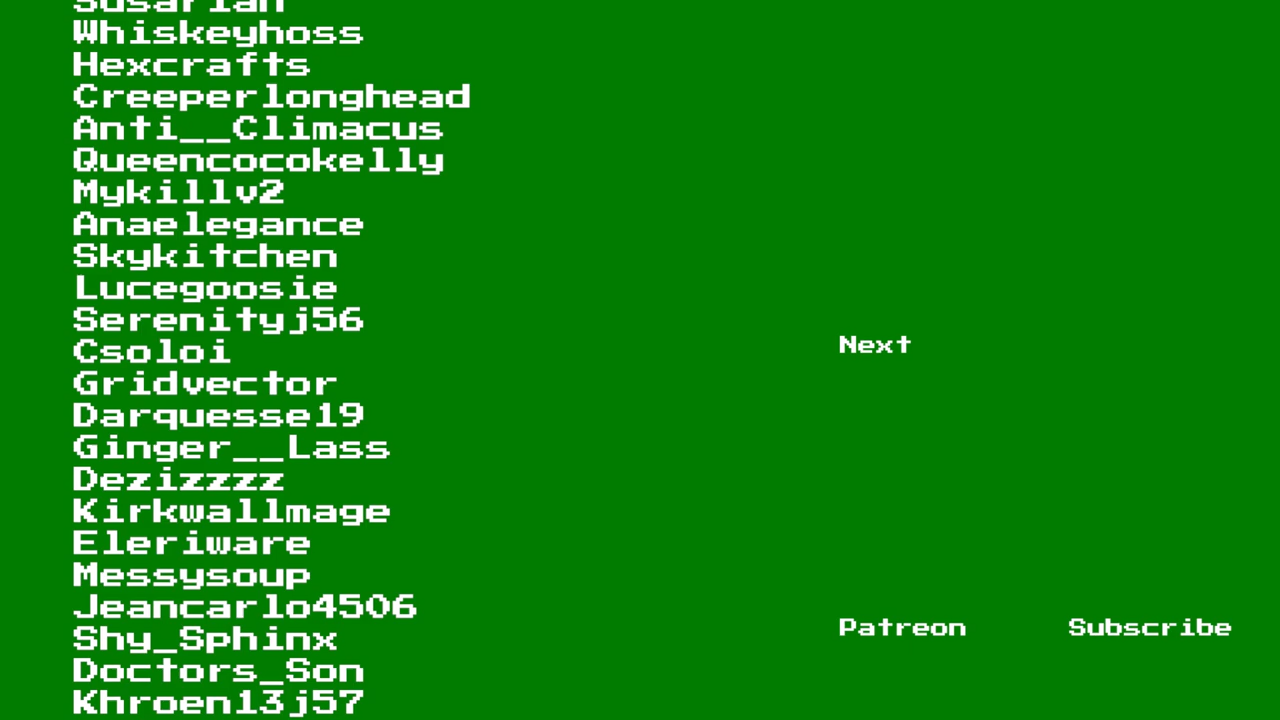 Susarian
Whiskeyhoss
Hexcrafts
Creeperlonghead
Anti__Climacus
Queencocokelly
Mykillv2
Anaelegance
Skykitchen
Lucegoosie
Serenityj56
Csoloi
Next
Gridvector
Darquesse19
Ginger__Lass
Dezizzzz
Kirkwallmage
Eleriware
Messysoup
Jeancarlo4506
Patreon Subscribe
Shy_Sphinx
Doctors_Son
Khroen13j57